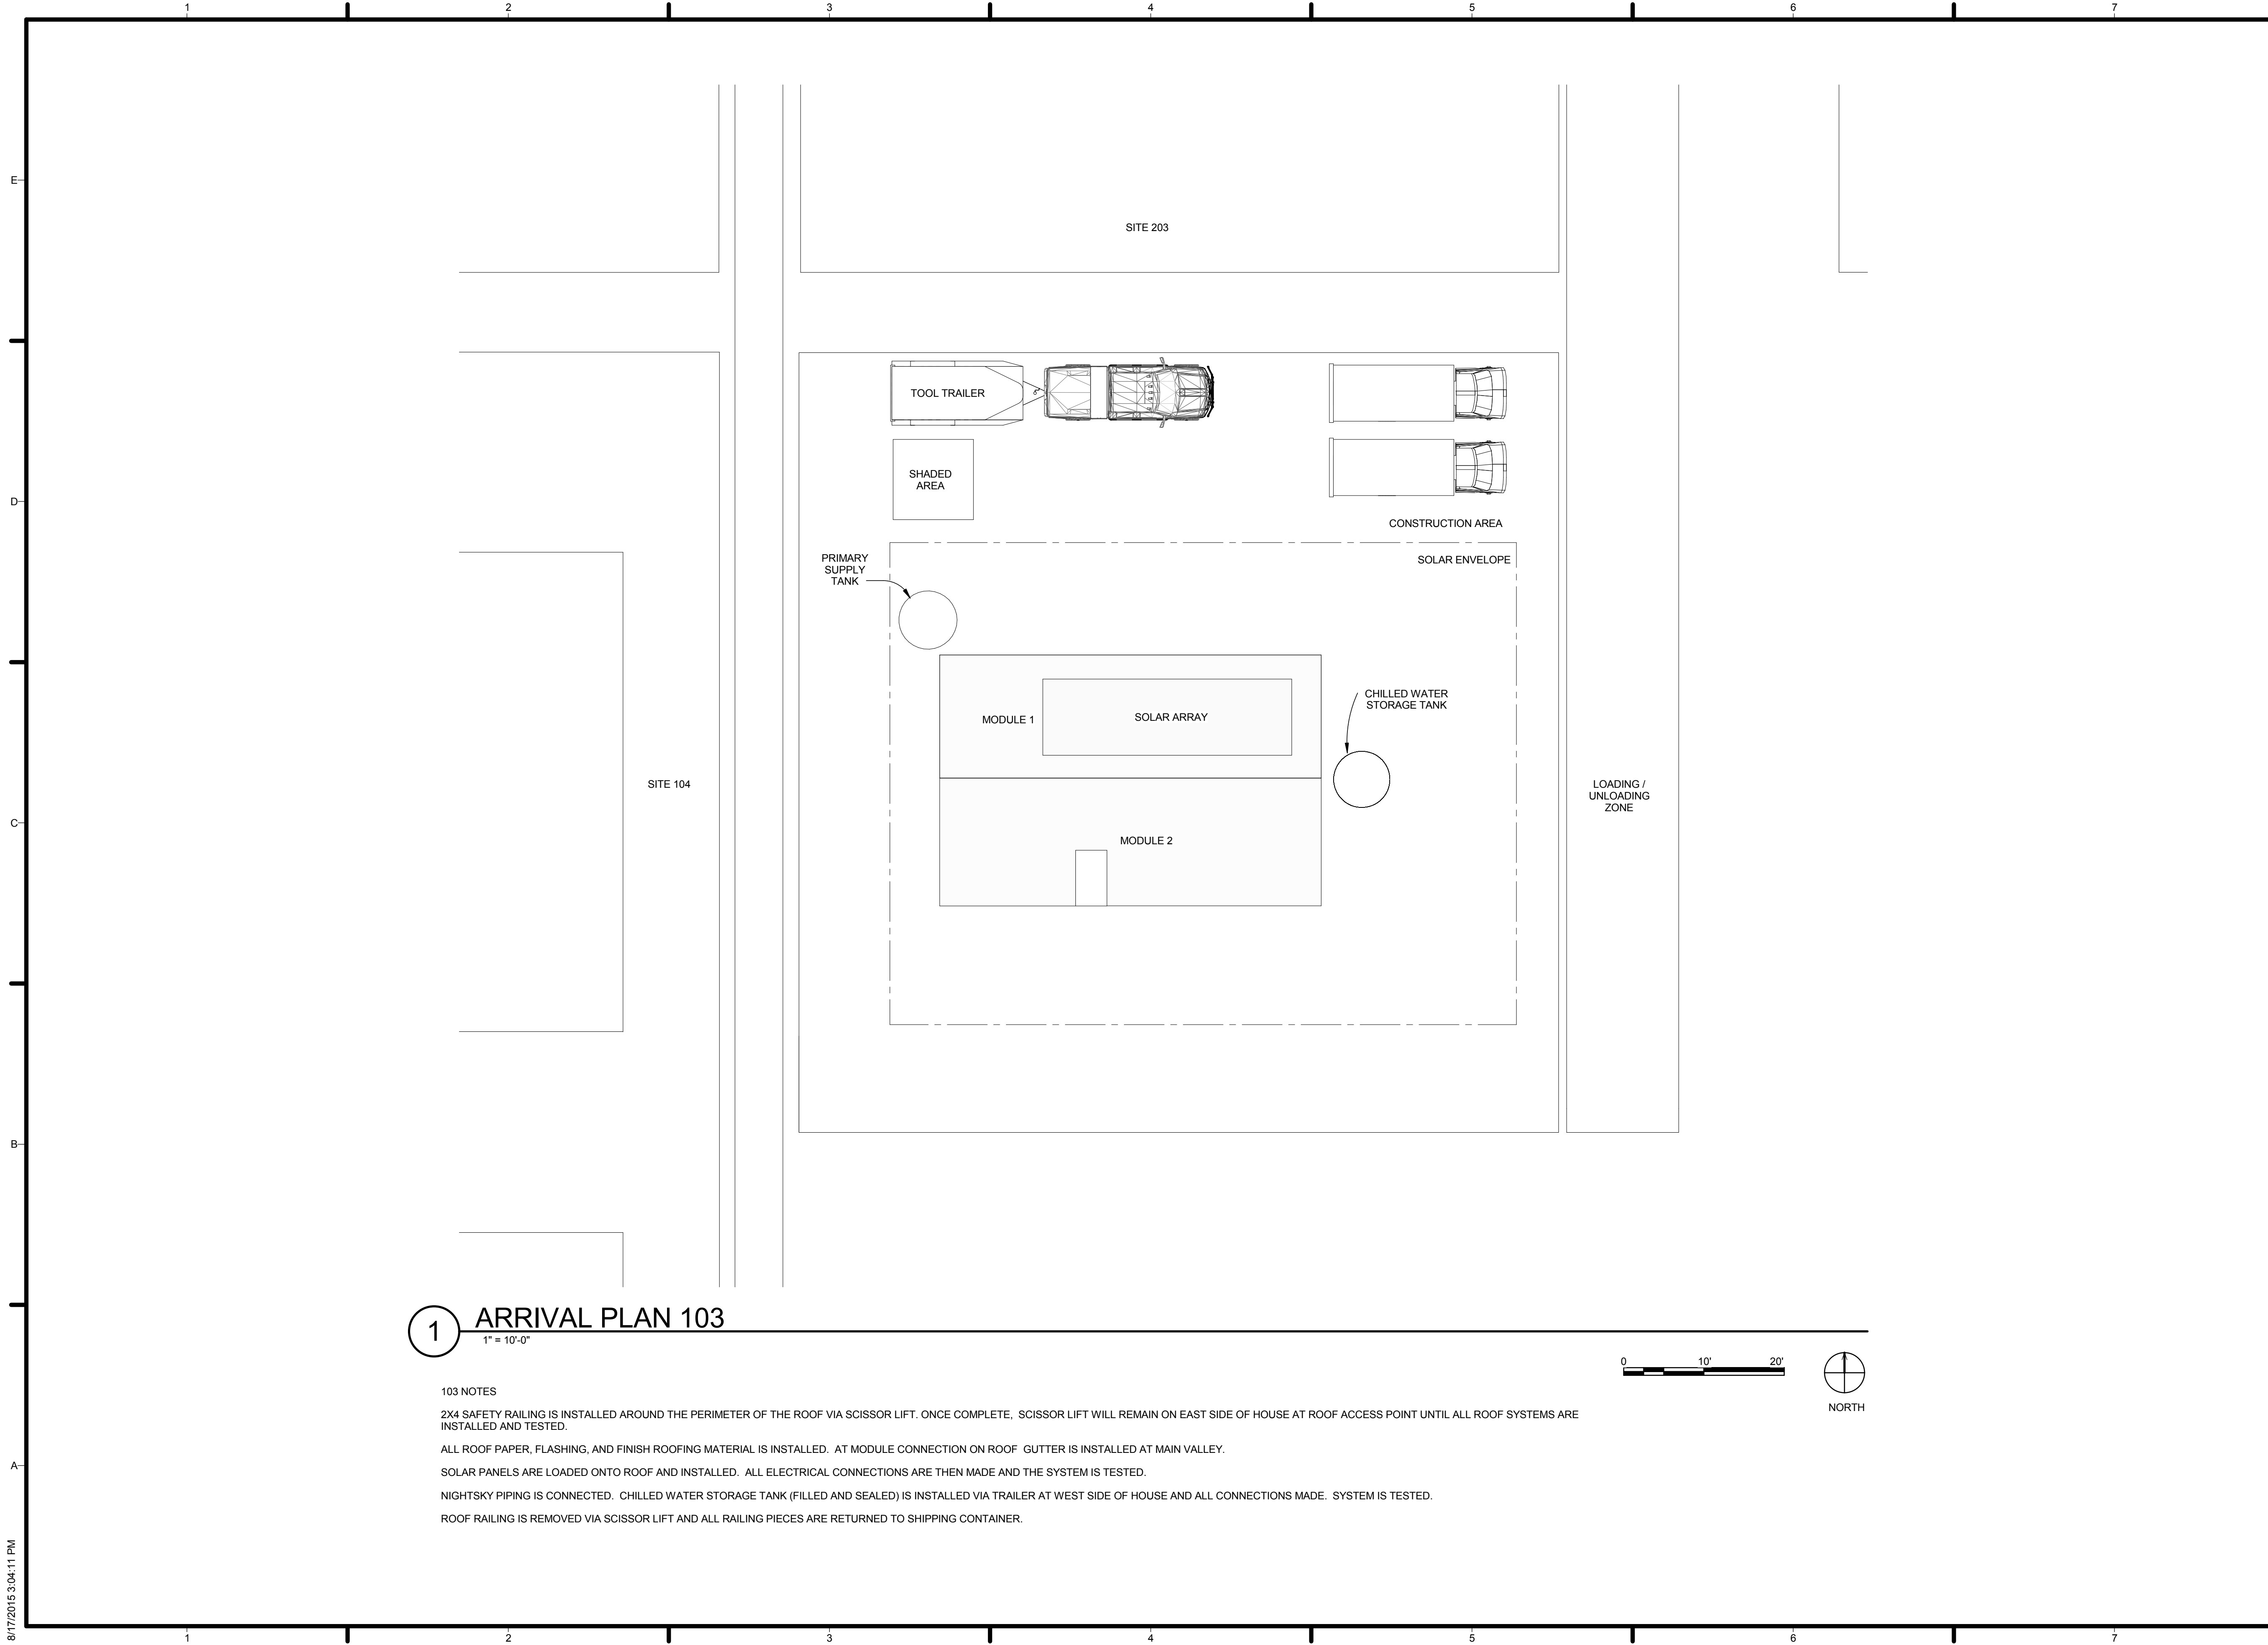 1 2 3 4 5 6 7
E
SITE 203
TOOL TRAILER
SHADED
AREA
D
CONSTRUCTION AREA
PRIMARY
SUPPLY
TANK
SOLAR ENVELOPE
CHILLED WATER
STORAGE TANK
MODULE 1
SOLAR ARRAY
SITE 104
LOADING /
UNLOADING
ZONE
C
MODULE 2
B
1 ARRIVAL PLAN 103
1" = 10'-0"
0 10' 20'
NORTH
103 NOTES
2X4 SAFETY RAILING IS INSTALLED AROUND THE PERIMETER OF THE ROOF VIA SCISSOR LIFT. ONCE COMPLETE, SCISSOR LIFT WILL REMAIN ON EAST SIDE OF HOUSE AT ROOF ACCESS POINT UNTIL ALL ROOF SYSTEMS ARE
INSTALLED AND TESTED.
ALL ROOF PAPER, FLASHING, AND FINISH ROOFING MATERIAL IS INSTALLED. AT MODULE CONNECTION ON ROOF GUTTER IS INSTALLED AT MAIN VALLEY.
A
SOLAR PANELS ARE LOADED ONTO ROOF AND INSTALLED. ALL ELECTRICAL CONNECTIONS ARE THEN MADE AND THE SYSTEM IS TESTED.
NIGHTSKY PIPING IS CONNECTED. CHILLED WATER STORAGE TANK (FILLED AND SEALED) IS INSTALLED VIA TRAILER AT WEST SIDE OF HOUSE AND ALL CONNECTIONS MADE. SYSTEM IS TESTED.
ROOF RAILING IS REMOVED VIA SCISSOR LIFT AND ALL RAILING PIECES ARE RETURNED TO SHIPPING CONTAINER.
8/17/2015 3:04:11 PM
1 2 3 4 5 6 7